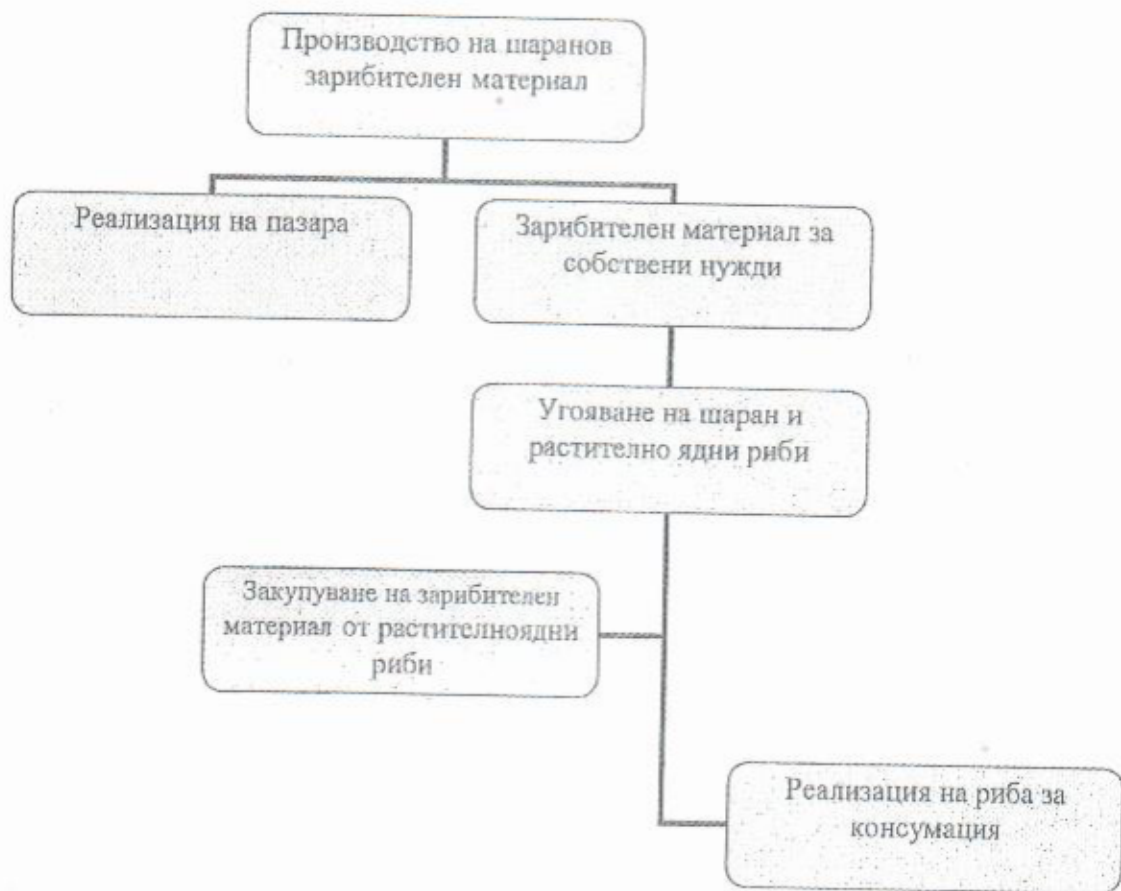 Производство на шаранов
зарибителен материал
Реализация на пазара
Зарибителен материал за
собствени нужди
Угояване на шаран и
растително ядни риби
Закупуване на зарибителен
материал от растителноядни
риби
Реализация на риба за
консумация